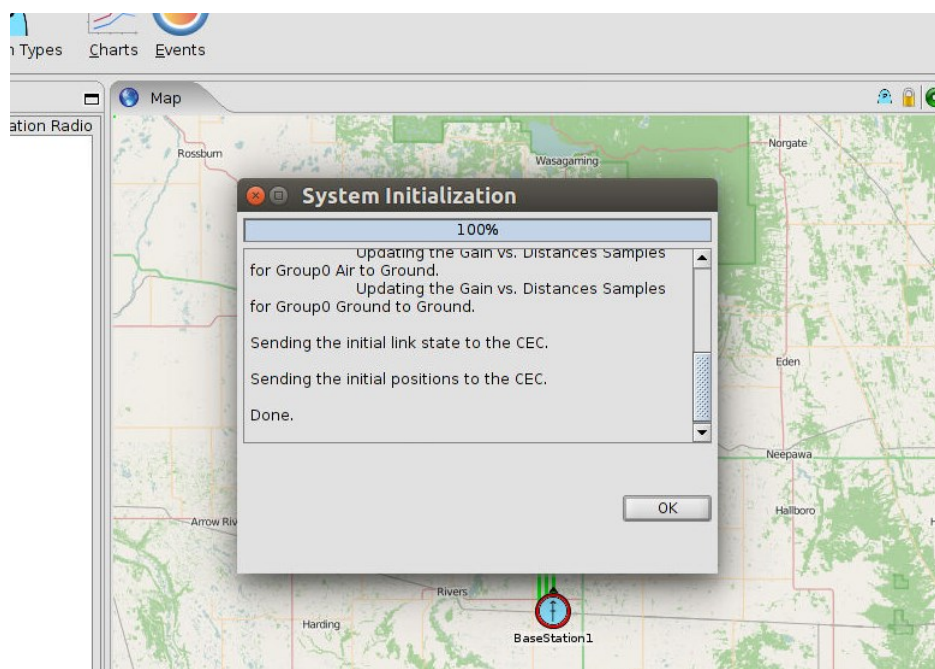 Types Charts Events
Map
ation Radio
Rossburn
Wasagaming
Norgate
System Initialization
100%
Updating the Gain vs. Distances Samples
for Group0 Air to Ground.
Updating the Gain vs. Distances Samples
for Group0 Ground to Ground.
Sending the initial link state to the CEC.
Eden
Sending the initial positions to the CEC.
Done.
Neepawa
OK
Hallboro
Arrow Riv
Rivers
Harding
BaseStation1